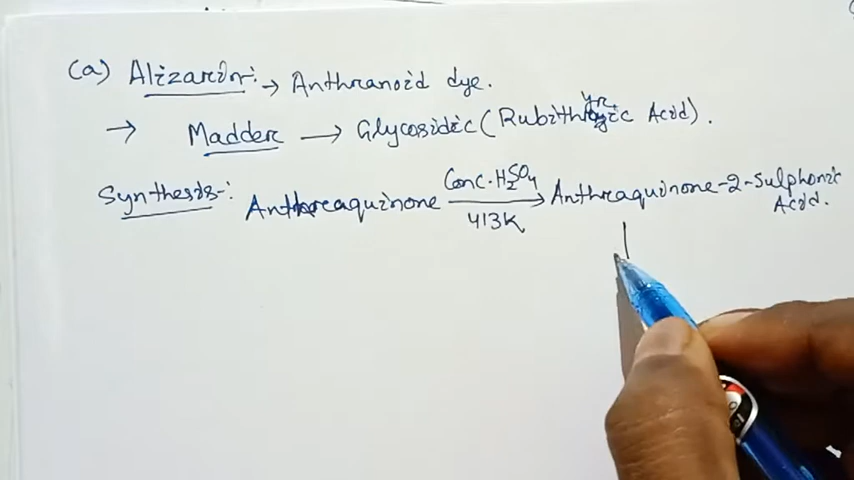 (a) Alizarin:- → Anthranoid dye.
→ Madder → Glycosidic (Rubithyric Acid).
Synthesis-: Anthraquinone Conc. H2SO4 413K → Anthraquinone-2-Sulphonic Acid.